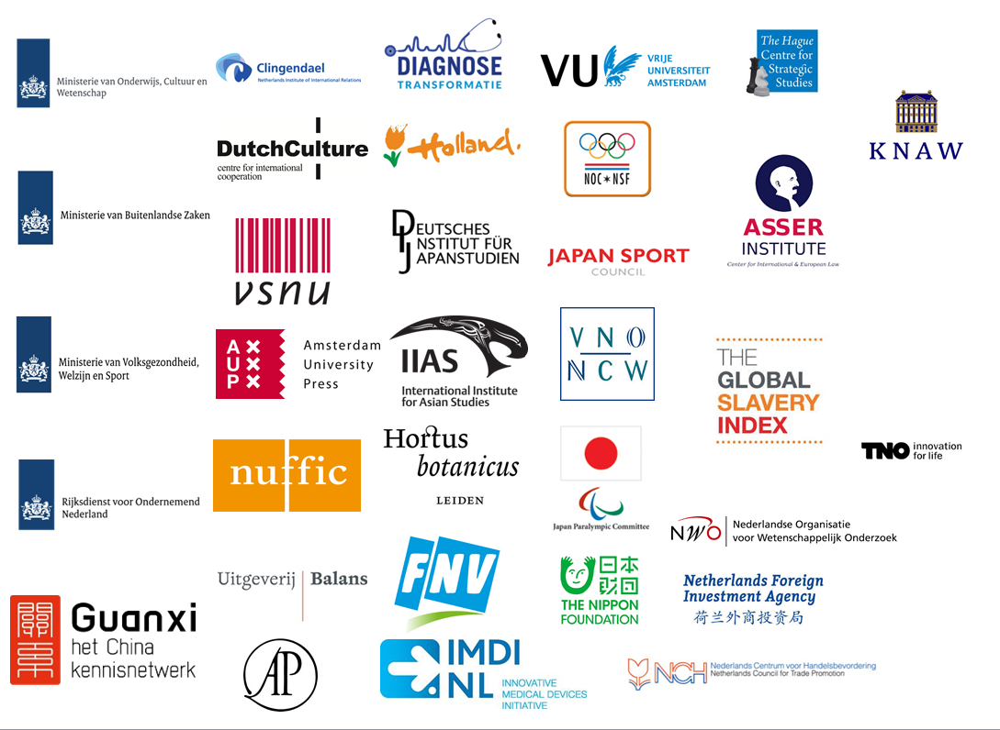 Ministerie van Onderwijs, Cultuur en
Wetenschap
Clingendael
Netherlands Institute of International Relations
DIAGNOSE
TRANSFORMATIE
VU
VRIJE
UNIVERSITEIT
AMSTERDAM
The Hague
Centre for
Strategic
Studies
KNAW
DutchCulture
centre for international
cooperation
Holland.
NOC*NSF
Ministerie van Buitenlandse Zaken
vsnu
DEUTSCHES
INSTITUT FÜR
JAPANSTUDIEN
JAPAN SPORT
COUNCIL
ASSER
INSTITUTE
Center for International & European Law
Ministerie van Volksgezondheid,
Welzijn en Sport
AUP
Amsterdam
University
Press
IIAS
International Institute
for Asian Studies
VNO
NCW
THE
GLOBAL
SLAVERY
INDEX
Rijksdienst voor Ondernemend
Nederland
nuffic
Hortus
botanicus
LEIDEN
Japan Paralympic Committee
TNO innovation
for life
NWO
Nederlandse Organisatie
voor Wetenschappelijk Onderzoek
Guanxi
het China
kennisnetwerk
Uitgeverij Balans
FNV
日本
財団
THE NIPPON
FOUNDATION
Netherlands Foreign
Investment Agency
荷兰外商投资局
AP
IMDI
NL
INNOVATIVE
MEDICAL DEVICES
INITIATIVE
NCH
Nederlands Centrum voor Handelsbevordering
Netherlands Council for Trade Promotion